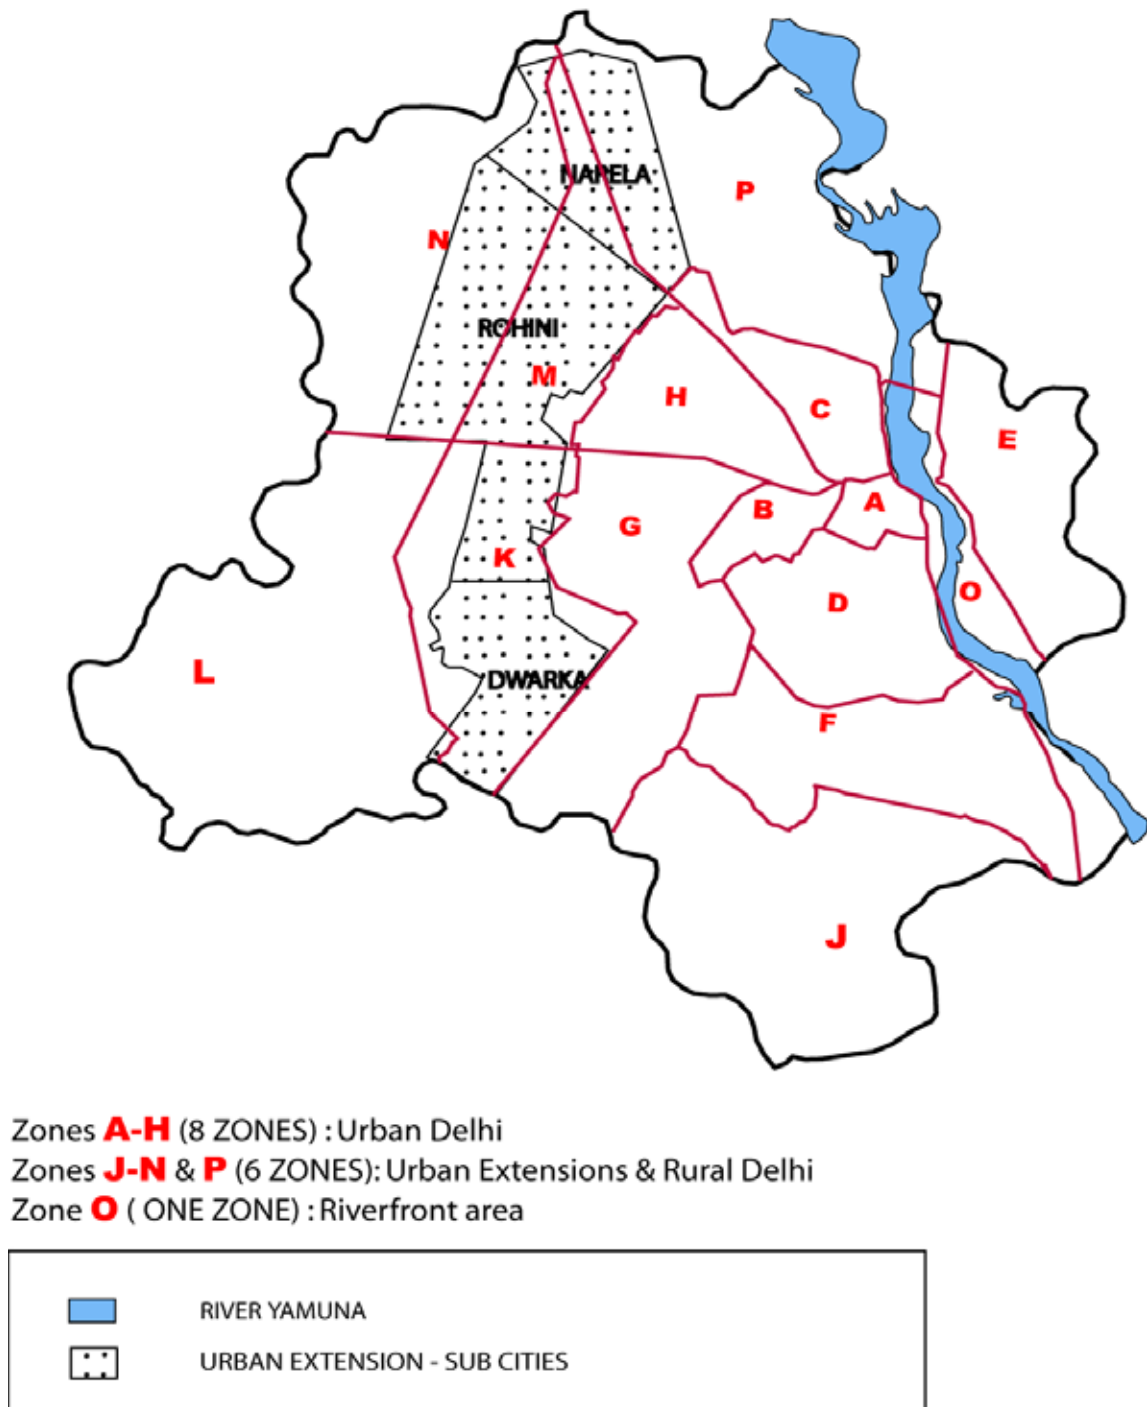 P
NARELA
N
ROHINI
M
H
C
E
B
A
G
K
O
D
L
DWARKA
F
J
Zones A-H (8 ZONES) : Urban Delhi
Zones J-N & P (6 ZONES): Urban Extensions & Rural Delhi
Zone O ( ONE ZONE) : Riverfront area
RIVER YAMUNA
URBAN EXTENSION - SUB CITIES